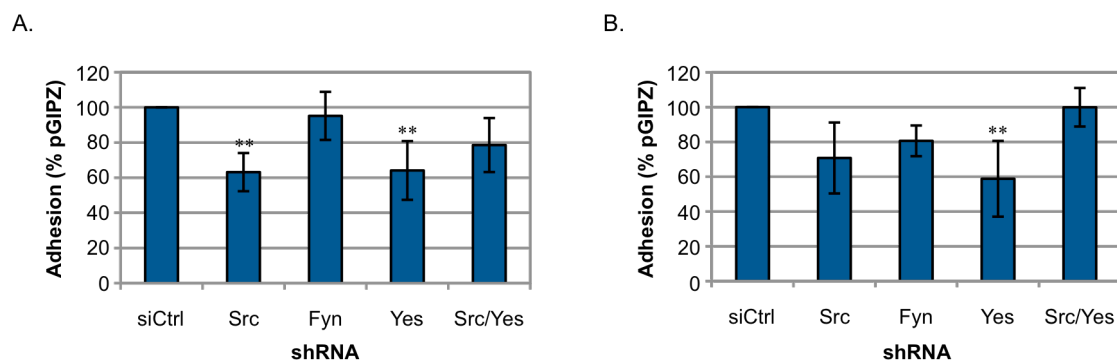 A.
Adhesion (% pGIPZ)
120
100
80
60
40
20
0
**
**
siCtrl Src Fyn Yes Src/Yes
shRNA
B.
Adhesion (% pGIPZ)
120
100
80
60
40
20
0
**
siCtrl Src Fyn Yes Src/Yes
shRNA